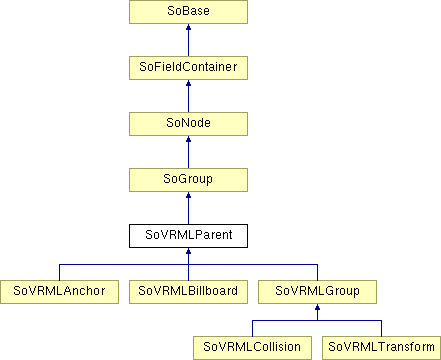 SoBase
SoFieldContainer
SoNode
SoGroup
SoVRMLParent
SoVRMLAnchor
SoVRMLBillboard
SoVRMLGroup
SoVRMLCollision
SoVRMLTransform